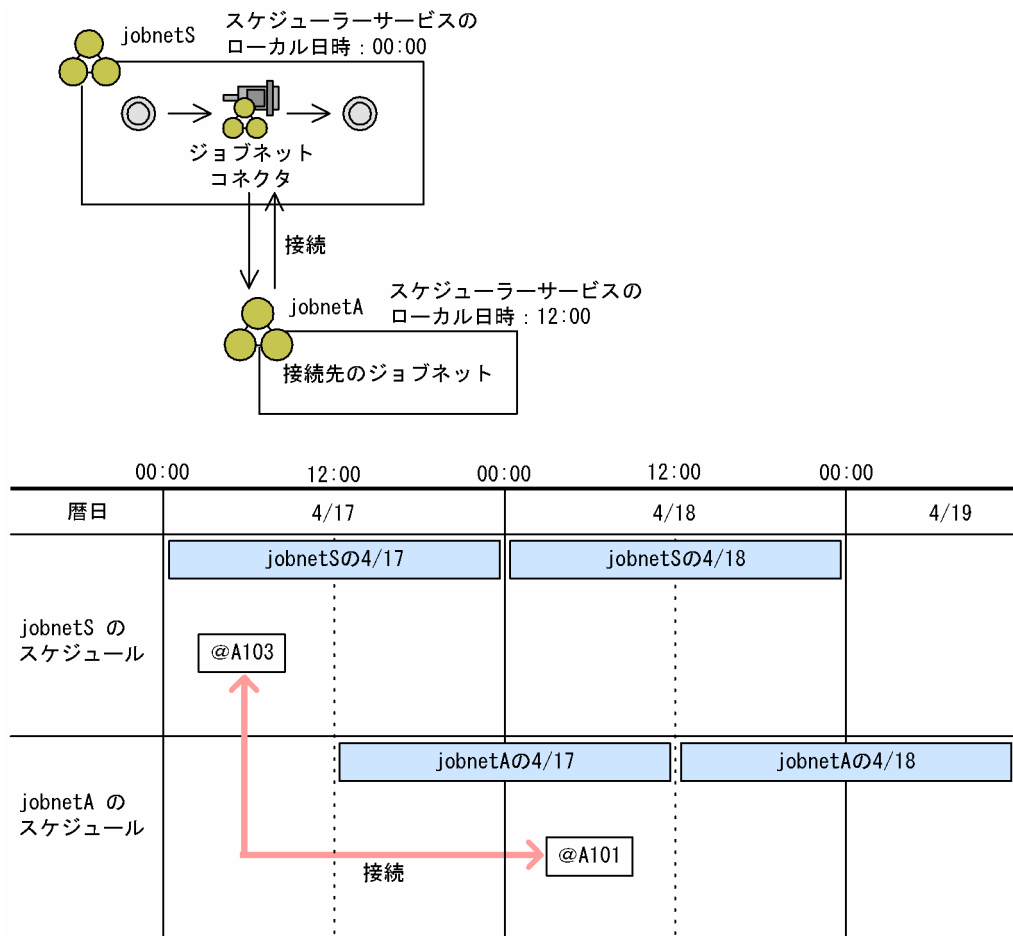 jobnetS
スケジューラーサービスの
ローカル日時：00:00
ジョブネット
コネクタ
接続
jobnetA
スケジューラーサービスの
ローカル日時：12:00
接続先のジョブネット
00:00 12:00 00:00 12:00 00:00
暦日 4/17 4/18 4/19
jobnetSの4/17 jobnetSの4/18
jobnetS の
スケジュール
@A103
jobnetAの4/17 jobnetAの4/18
jobnetA の
スケジュール
@A101
接続